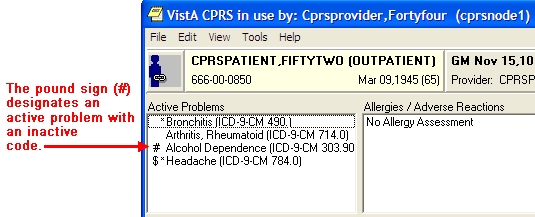 VistA CPRS in use by: Cprsprovider,Fortyfour (cprsnode1)
File Edit View Tools Help
CPRSPATIENT,FIFTYTWO (OUTPATIENT) GM Nov 15,10
666-00-0850 Mar 09,1945 (65) Provider: CPRSP
The pound sign (#)
designates an
active problem with
an inactive
code.
Active Problems
* Bronchitis (ICD-9-CM 490.)
Arthritis, Rheumatoid (ICD-9-CM 714.0)
# Alcohol Dependence (ICD-9-CM 303.90
$ * Headache (ICD-9-CM 784.0)
Allergies / Adverse Reactions
No Allergy Assessment